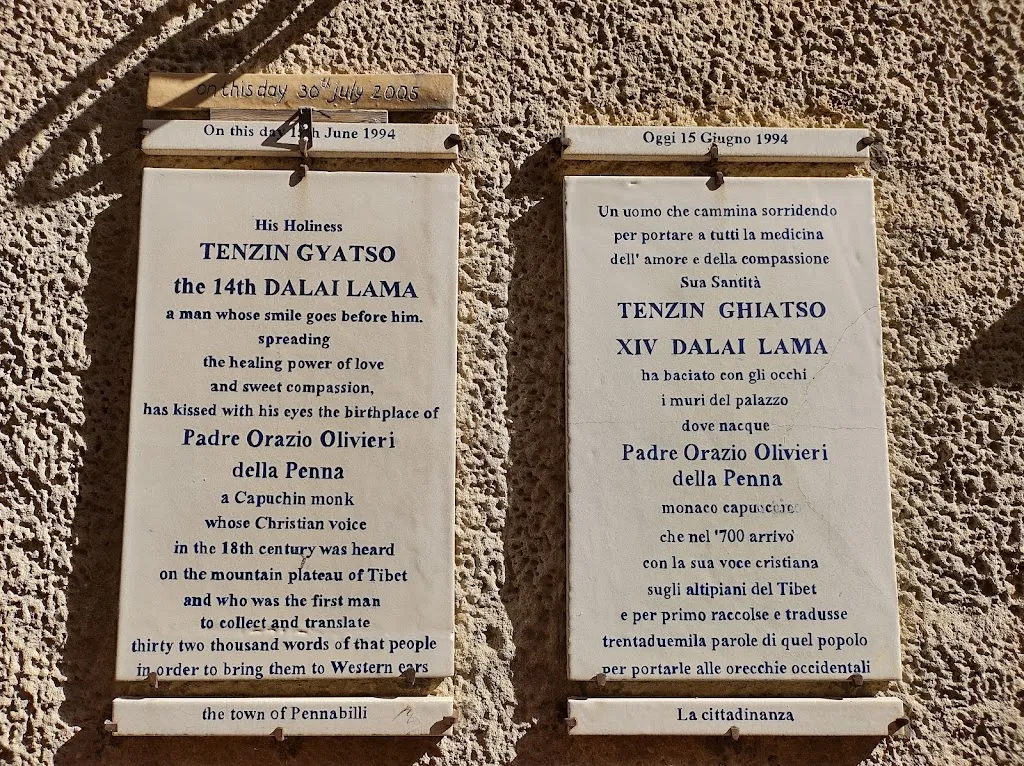 on this day 30th july 2005
On this day 15th June 1994
His Holiness
TENZIN GYATSO
the 14th DALAI LAMA
a man whose smile goes before him.
spreading
the healing power of love
and sweet compassion,
has kissed with his eyes the birthplace of
Padre Orazio Olivieri
della Penna
a Capuchin monk
whose Christian voice
in the 18th century was heard
on the mountain plateau of Tibet
and who was the first man
to collect and translate
thirty two thousand words of that people
in order to bring them to Western ears
the town of Pennabilli
Oggi 15 Giugno 1994
Un uomo che cammina sorridendo
per portare a tutti la medicina
dell' amore e della compassione
Sua Santità
TENZIN GHIATSO
XIV DALAI LAMA
ha baciato con gli occhi
i muri del palazzo
dove nacque
Padre Orazio Olivieri
della Penna
monaco capuccino
che nel '700 arrivò
con la sua voce cristiana
sugli altipiani del Tibet
e per primo raccolse e tradusse
trentaduemila parole di quel popolo
per portarle alle orecchie occidentali
La cittadinanza